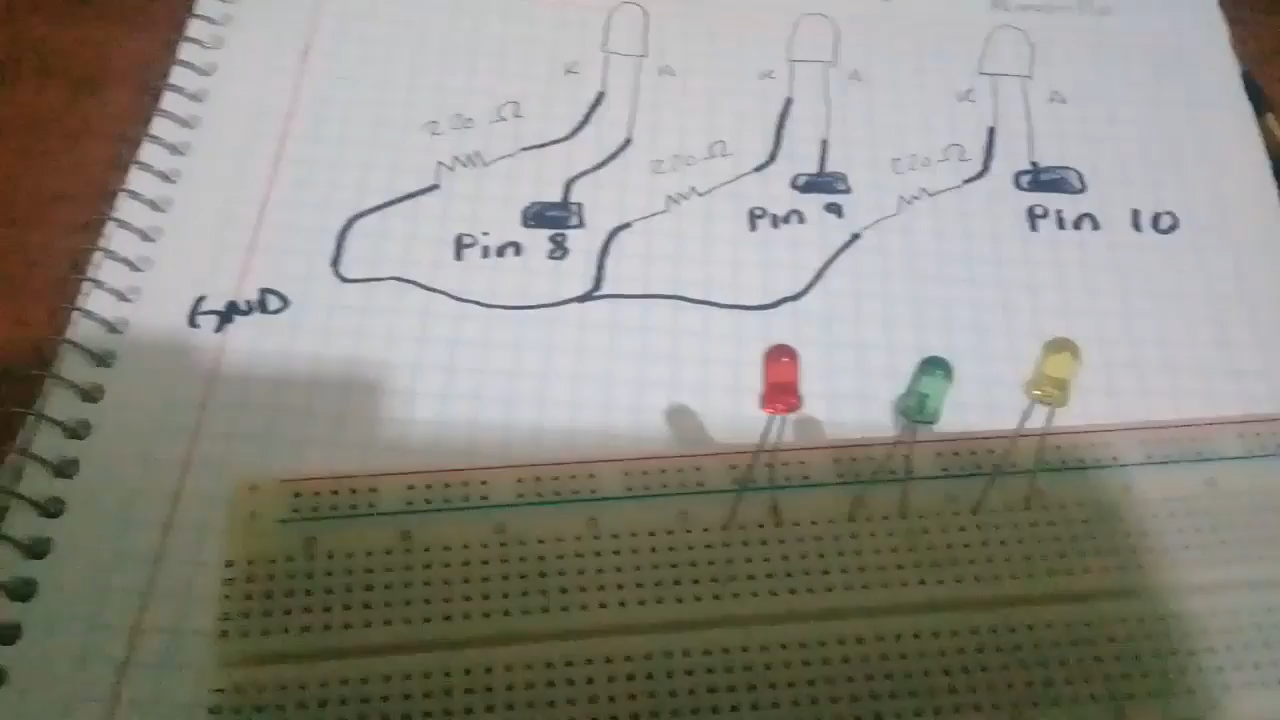 K A K A K A
220 Ω 220 Ω 220 Ω
Pin 8 Pin 9 Pin 10
GND